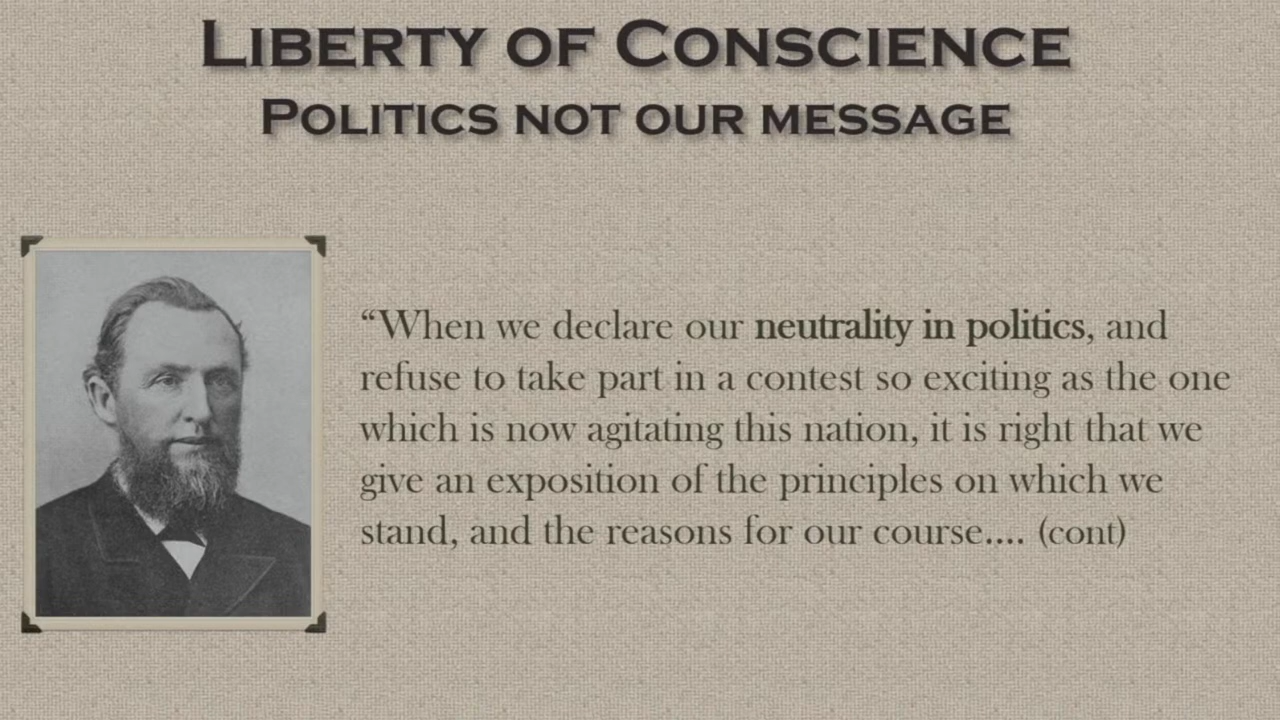 Liberty of Conscience
Politics not our message
“When we declare our neutrality in politics, and
refuse to take part in a contest so exciting as the one
which is now agitating this nation, it is right that we
give an exposition of the principles on which we
stand, and the reasons for our course.... (cont)